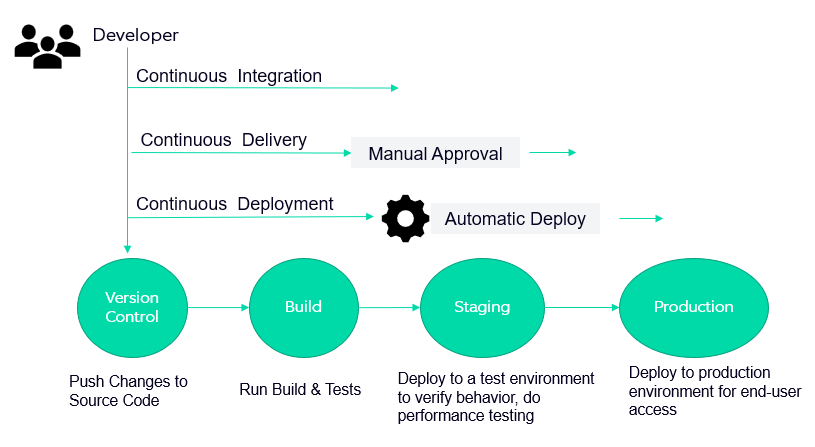 Developer
Continuous Integration
Continuous Delivery
Manual Approval
Continuous Deployment
Automatic Deploy
Version
Control
Build
Staging
Production
Push Changes to
Source Code
Run Build & Tests
Deploy to a test environment
to verify behavior, do
performance testing
Deploy to production
environment for end-user
access